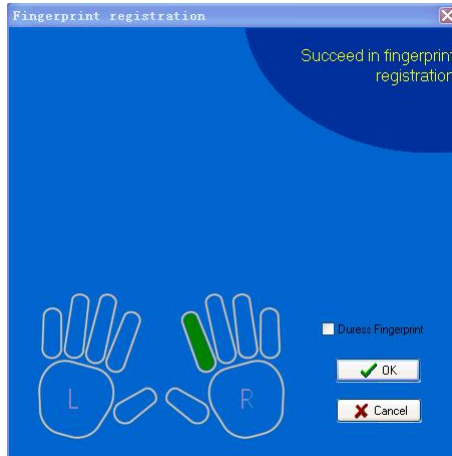 Fingerprint registration
Succeed in fingerprint
registration
Duress Fingerprint
L
R
OK
Cancel